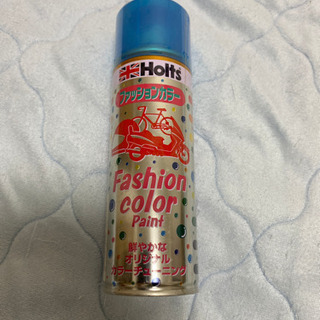 Holts
ファッションカラー
Fashion
color
Paint
鮮やかな
オリジナル
カラーチューニング